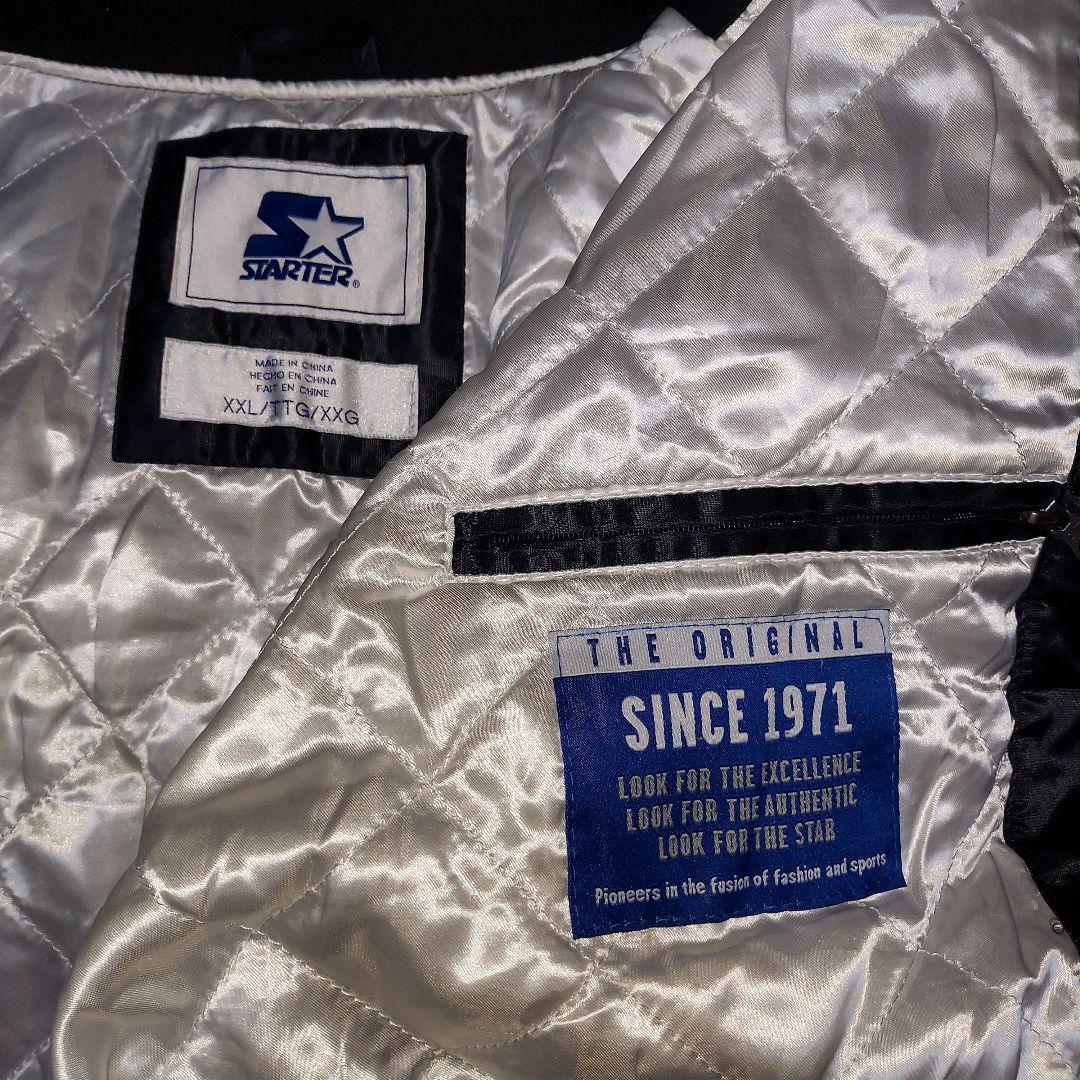 STARTER®
MADE IN CHINA
HECHO EN CHINA
FAIT EN CHINE
XXL/TTG/XXG
THE ORIGINAL
SINCE 1971
LOOK FOR THE EXCELLENCE
LOOK FOR THE AUTHENTIC
LOOK FOR THE STAR
Pioneers in the fusion of fashion and sports